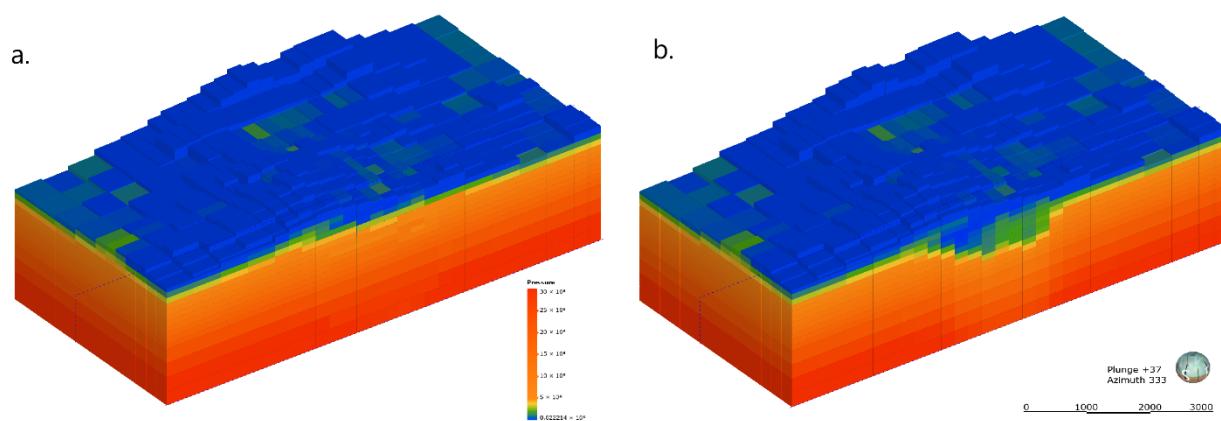 a.
b.
Pressure
30 × 10⁶
25 × 10⁶
20 × 10⁶
15 × 10⁶
10 × 10⁶
5 × 10⁶
Plunge +37
Azimuth 333
0 1000 2000 3000